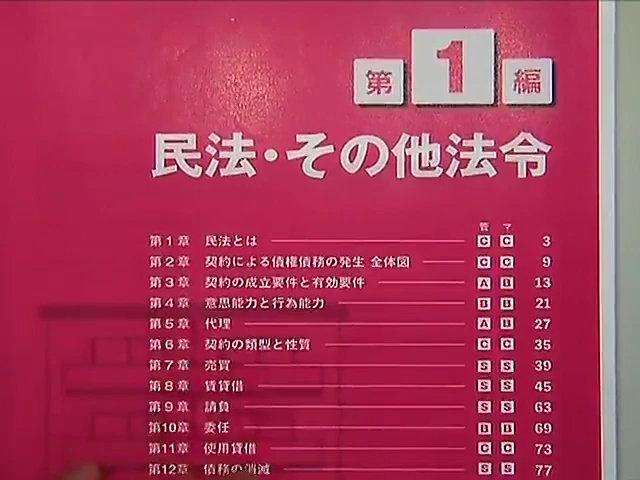 第 1 編
民法・その他法令
管 マ
第1章 民法とは C C 3
第2章 契約による債権債務の発生 全体図 C C 9
第3章 契約の成立要件と有効要件 A B 13
第4章 意思能力と行為能力 B B 21
第5章 代理 A B 27
第6章 契約の類型と性質 C C 35
第7章 売買 S S 39
第8章 賃貸借 S S 45
第9章 請負 S S 63
第10章 委任 B B 69
第11章 使用貸借 C C 73
第12章 債務の消滅 S S 77